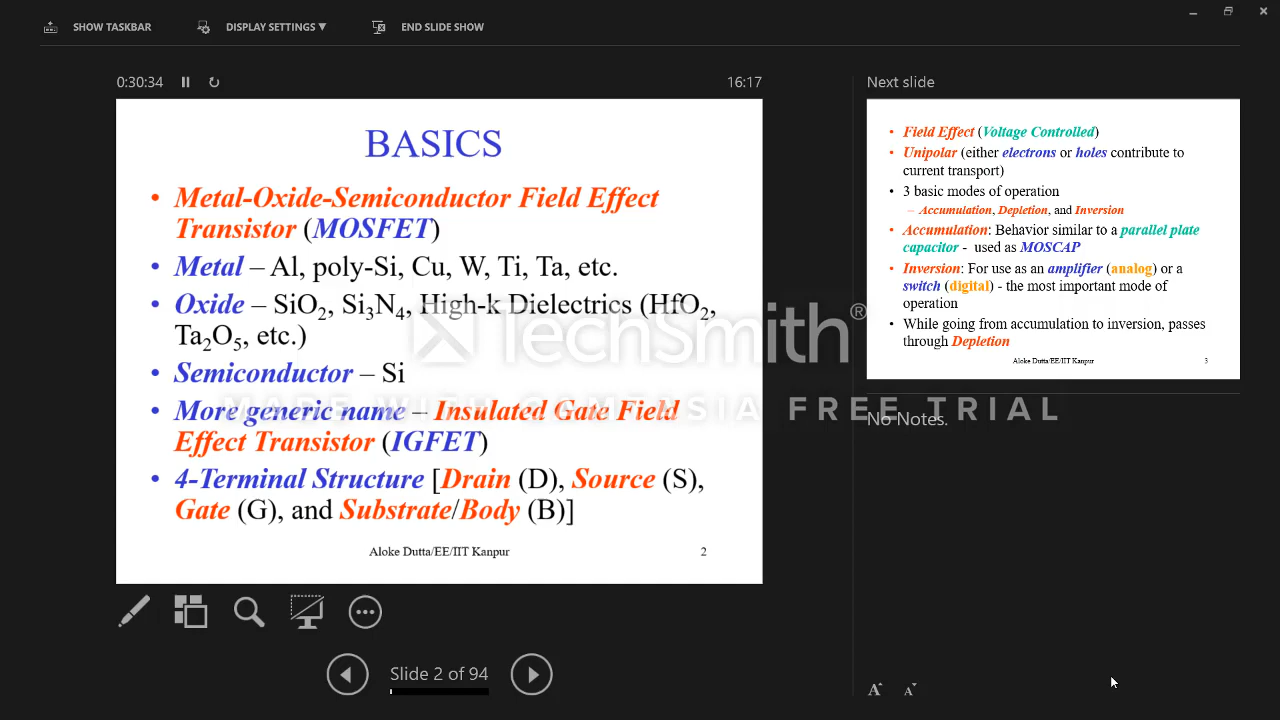 SHOW TASKBAR
DISPLAY SETTINGS ▼
END SLIDE SHOW
0:30:34
16:17
BASICS
• Metal-Oxide-Semiconductor Field Effect
Transistor (MOSFET)
• Metal – Al, poly-Si, Cu, W, Ti, Ta, etc.
• Oxide – SiO₂, Si₃N₄, High-k Dielectrics (HfO₂,
Ta₂O₅, etc.)
• Semiconductor – Si
• More generic name – Insulated Gate Field
Effect Transistor (IGFET)
• 4-Terminal Structure [Drain (D), Source (S),
Gate (G), and Substrate/Body (B)]
Aloke Dutta/EE/IIT Kanpur
2
Slide 2 of 94
Next slide
• Field Effect (Voltage Controlled)
• Unipolar (either electrons or holes contribute to
current transport)
• 3 basic modes of operation
– Accumulation, Depletion, and Inversion
• Accumulation: Behavior similar to a parallel plate
capacitor - used as MOSCAP
• Inversion: For use as an amplifier (analog) or a
switch (digital) - the most important mode of
operation
• While going from accumulation to inversion, passes
through Depletion
Aloke Dutta/EE/IIT Kanpur
3
No Notes.
A A
TechSmith®
MADE WITH CAMTASIA FREE TRIAL